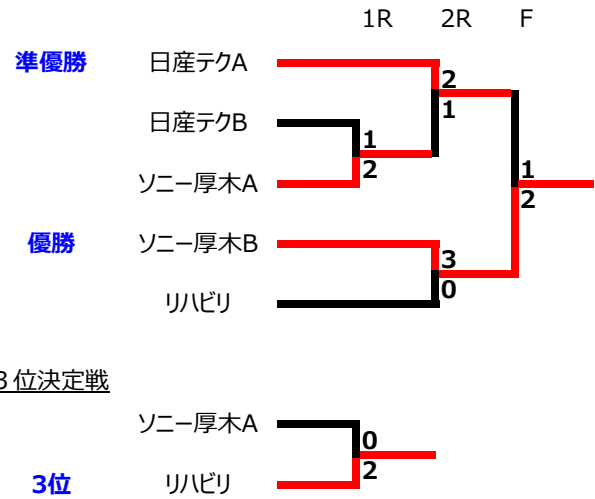 1R 2R F
準優勝 日産テクA
2
日産テクB 1
1
2
ソニー厚木A
1
2
優勝 ソニー厚木B
3
0
リハビリ
3位決定戦
ソニー厚木A
0
2
3位 リハビリ